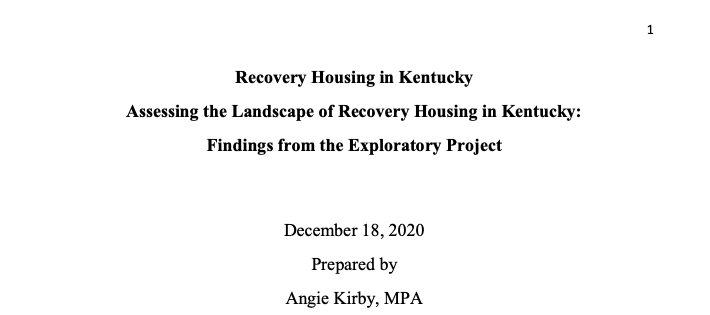 1
Recovery Housing in Kentucky
Assessing the Landscape of Recovery Housing in Kentucky:
Findings from the Exploratory Project
December 18, 2020
Prepared by
Angie Kirby, MPA